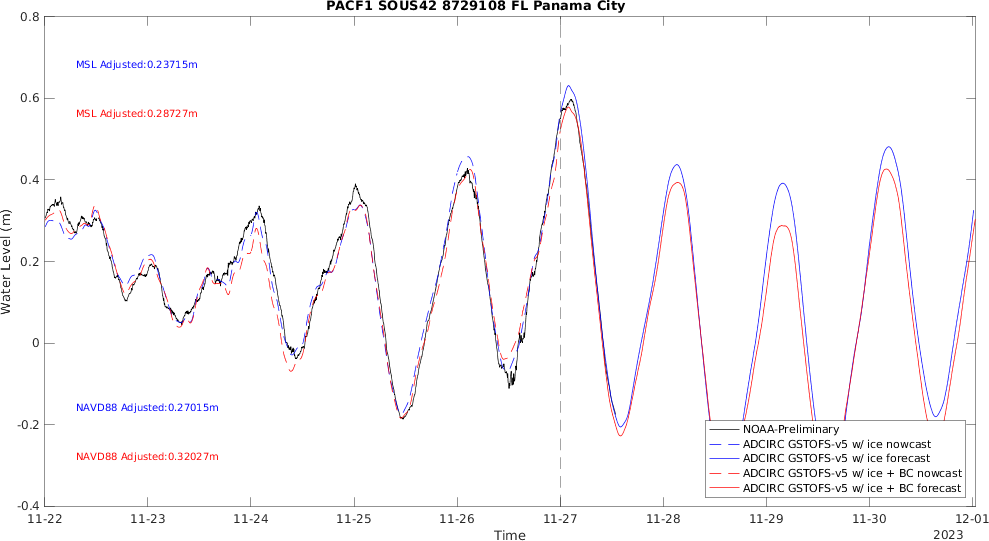 PACF1 SOUS42 8729108 FL Panama City
0.8
0.6
0.4
0.2
0
-0.2
-0.4
Water Level (m)
MSL Adjusted:0.23715m
MSL Adjusted:0.28727m
NAVD88 Adjusted:0.27015m
NAVD88 Adjusted:0.32027m
NOAA-Preliminary
ADCIRC GSTOFS-v5 w/ ice nowcast
ADCIRC GSTOFS-v5 w/ ice forecast
ADCIRC GSTOFS-v5 w/ ice + BC nowcast
ADCIRC GSTOFS-v5 w/ ice + BC forecast
11-22 11-23 11-24 11-25 11-26 11-27 11-28 11-29 11-30 12-01
Time
2023